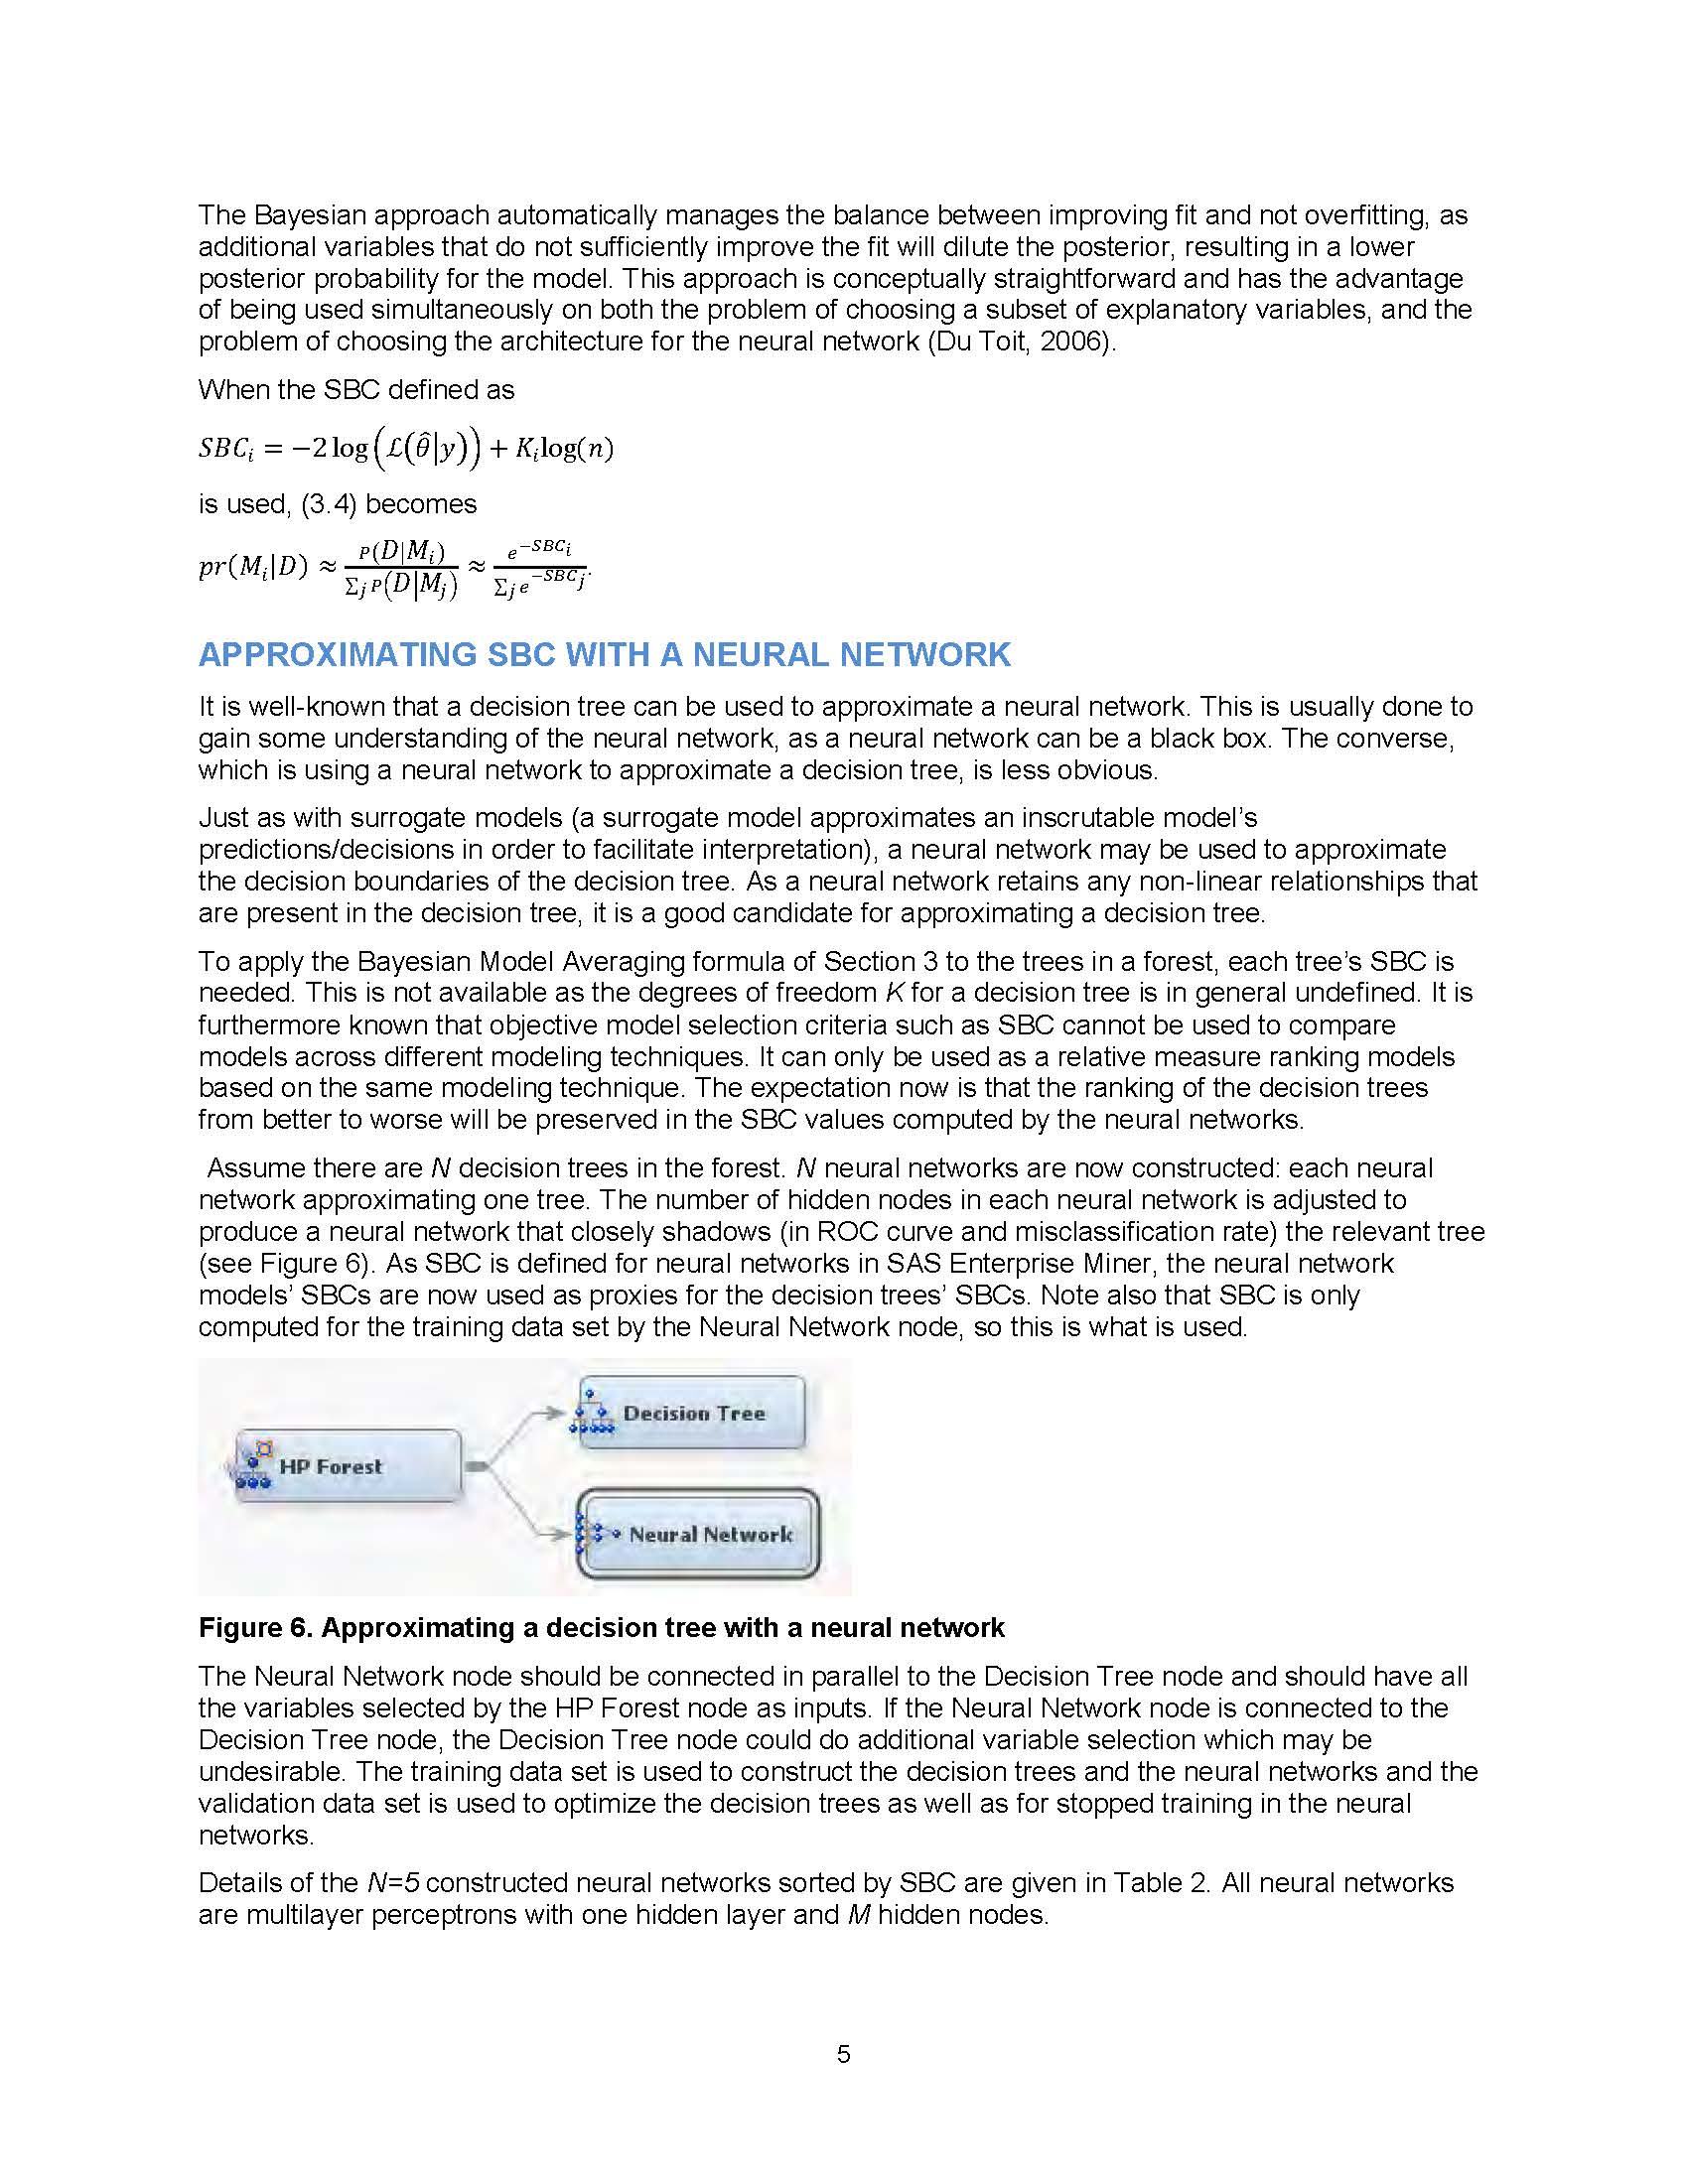 The Bayesian approach automatically manages the balance between improving fit and not overfitting, as
additional variables that do not sufficiently improve the fit will dilute the posterior, resulting in a lower
posterior probability for the model. This approach is conceptually straightforward and has the advantage
of being used simultaneously on both the problem of choosing a subset of explanatory variables, and the
problem of choosing the architecture for the neural network (Du Toit, 2006).
When the SBC defined as
SBC_i = −2 log(ℒ(θ̂|y)) + K_i log(n)
is used, (3.4) becomes
pr(M_i|D) ≈ P(D|M_i) / ∑_j P(D|M_j) ≈ e^{−SBC_i} / ∑_j e^{−SBC_j}.
APPROXIMATING SBC WITH A NEURAL NETWORK
It is well-known that a decision tree can be used to approximate a neural network. This is usually done to
gain some understanding of the neural network, as a neural network can be a black box. The converse,
which is using a neural network to approximate a decision tree, is less obvious.
Just as with surrogate models (a surrogate model approximates an inscrutable model’s
predictions/decisions in order to facilitate interpretation), a neural network may be used to approximate
the decision boundaries of the decision tree. As a neural network retains any non-linear relationships that
are present in the decision tree, it is a good candidate for approximating a decision tree.
To apply the Bayesian Model Averaging formula of Section 3 to the trees in a forest, each tree’s SBC is
needed. This is not available as the degrees of freedom K for a decision tree is in general undefined. It is
furthermore known that objective model selection criteria such as SBC cannot be used to compare
models across different modeling techniques. It can only be used as a relative measure ranking models
based on the same modeling technique. The expectation now is that the ranking of the decision trees
from better to worse will be preserved in the SBC values computed by the neural networks.
Assume there are N decision trees in the forest. N neural networks are now constructed: each neural
network approximating one tree. The number of hidden nodes in each neural network is adjusted to
produce a neural network that closely shadows (in ROC curve and misclassification rate) the relevant tree
(see Figure 6). As SBC is defined for neural networks in SAS Enterprise Miner, the neural network
models’ SBCs are now used as proxies for the decision trees’ SBCs. Note also that SBC is only
computed for the training data set by the Neural Network node, so this is what is used.
Decision Tree
HP Forest
Neural Network
Figure 6. Approximating a decision tree with a neural network
The Neural Network node should be connected in parallel to the Decision Tree node and should have all
the variables selected by the HP Forest node as inputs. If the Neural Network node is connected to the
Decision Tree node, the Decision Tree node could do additional variable selection which may be
undesirable. The training data set is used to construct the decision trees and the neural networks and the
validation data set is used to optimize the decision trees as well as for stopped training in the neural
networks.
Details of the N=5 constructed neural networks sorted by SBC are given in Table 2. All neural networks
are multilayer perceptrons with one hidden layer and M hidden nodes.
5